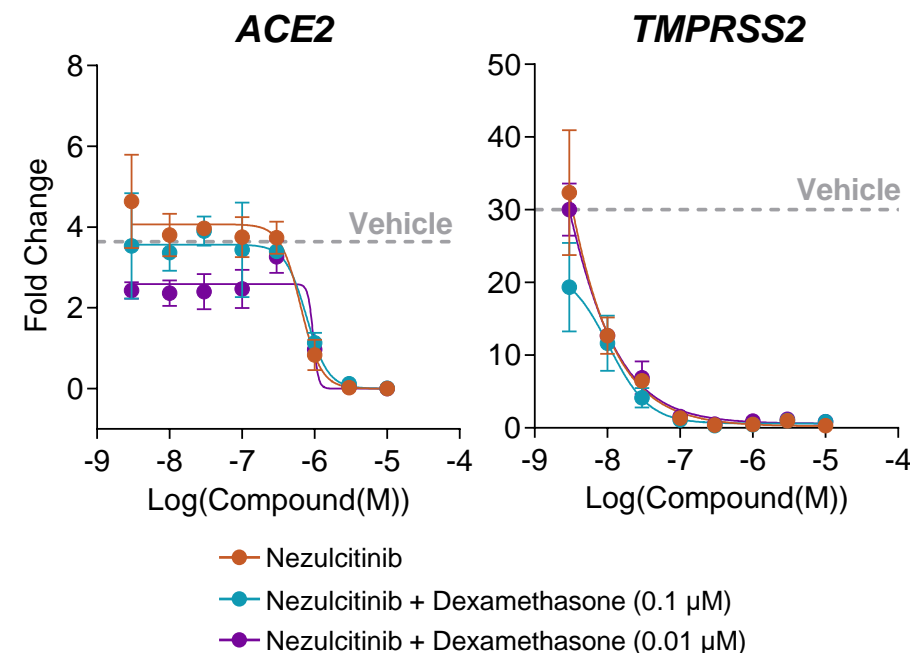 ACE2
TMPRSS2
Fold Change
8
6
4
2
0
Vehicle
-9 -8 -7 -6 -5 -4
Log(Compound(M))
50
40
30
20
10
0
Vehicle
-9 -8 -7 -6 -5 -4
Log(Compound(M))
Nezulcitinib
Nezulcitinib + Dexamethasone (0.1 µM)
Nezulcitinib + Dexamethasone (0.01 µM)